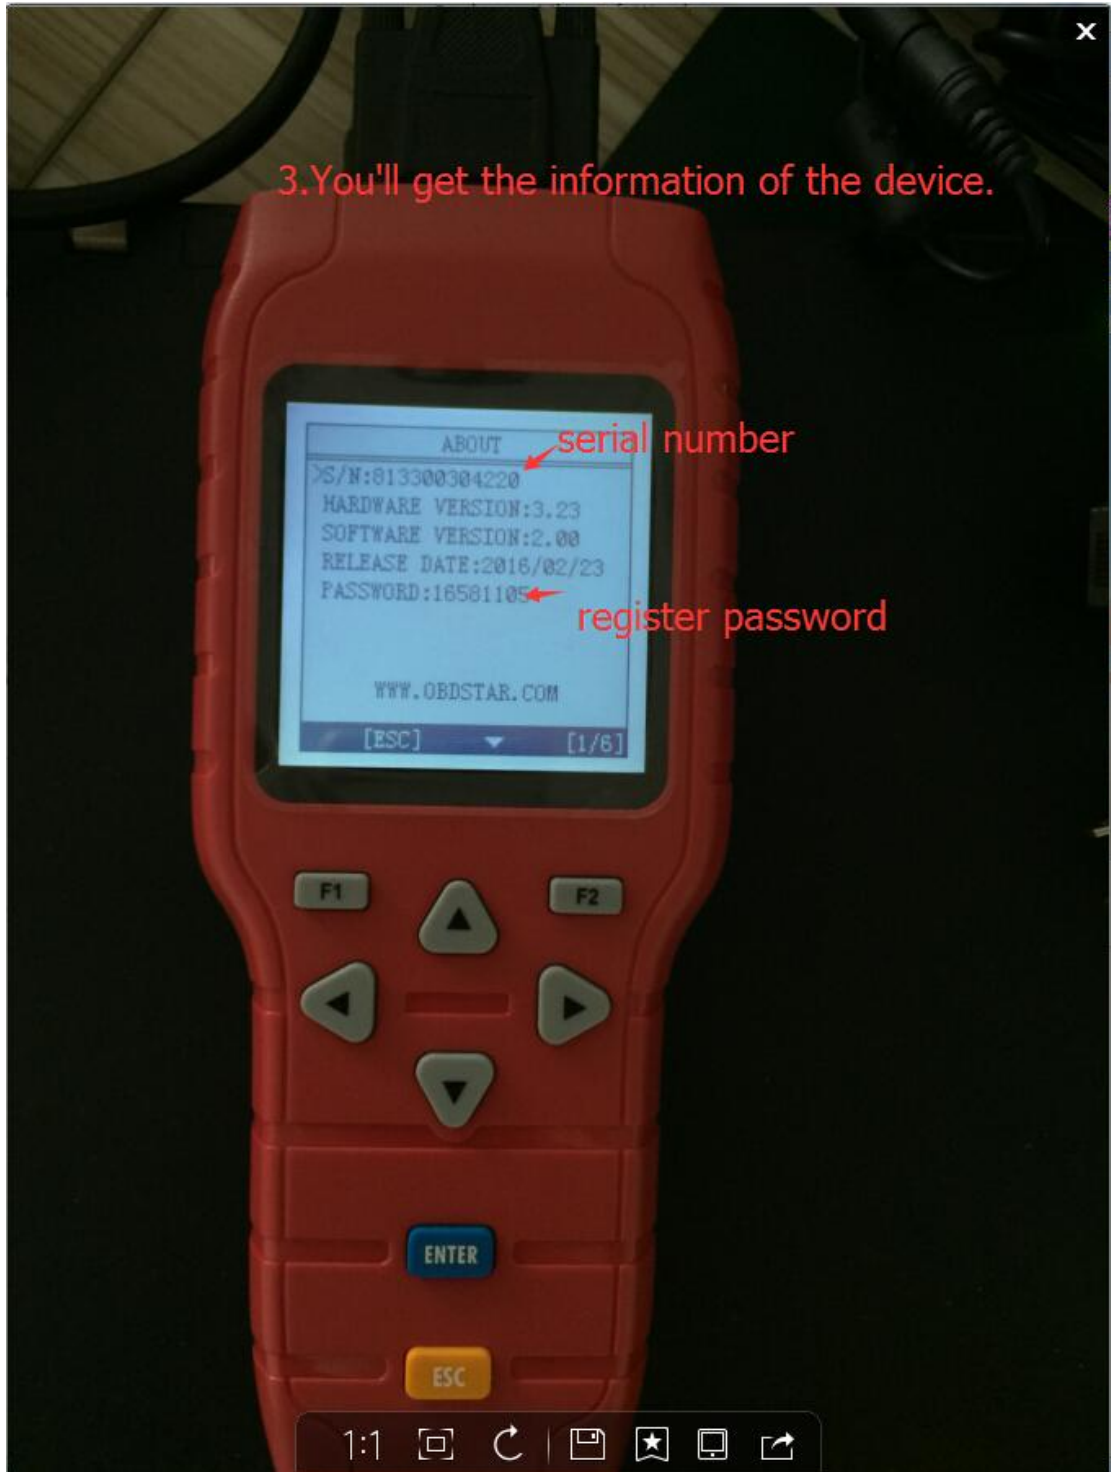 3.You'll get the information of the device.
ABOUT
serial number
>S/N:813300304220
HARDWARE VERSION:3.23
SOFTWARE VERSION:2.00
RELEASE DATE:2016/02/23
PASSWORD:16581105
register password
WWW.OBDSTAR.COM
[ESC] [1/6]
F1 F2
ENTER
ESC
1:1